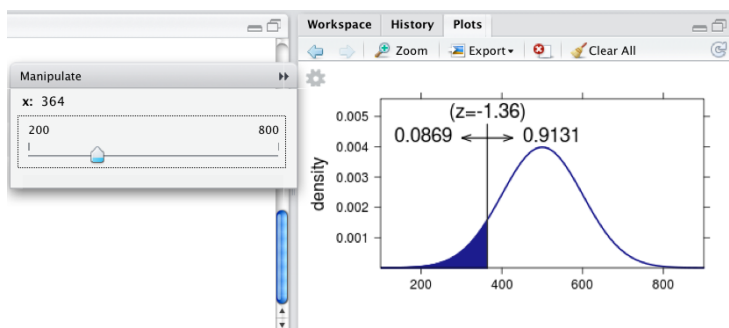 Workspace History Plots
Zoom Export Clear All
Manipulate
x: 364
200 800
(z=-1.36)
0.0869 0.9131
density
0.005
0.004
0.003
0.002
0.001
200 400 600 800